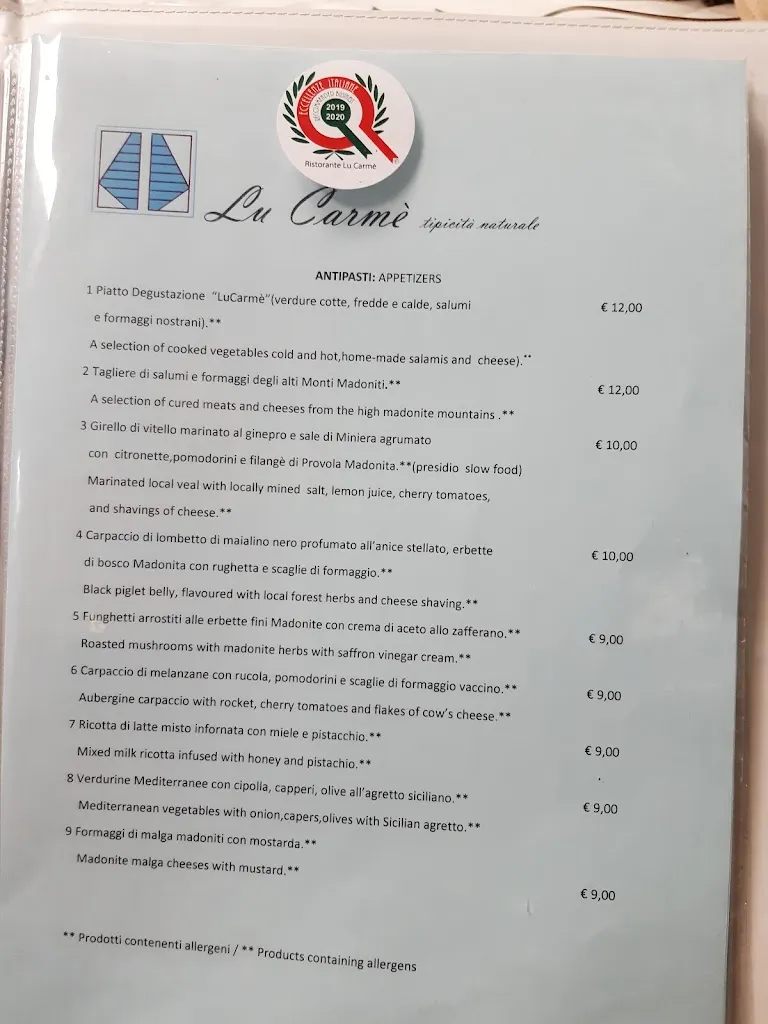 ECCELLENZE ITALIANE
2019
2020
Ristorante Lu Carmè
Lu Carmè tipicità naturale
ANTIPASTI: APPETIZERS
1 Piatto Degustazione "LuCarmè"(verdure cotte, fredde e calde, salumi € 12,00
e formaggi nostrani).**
A selection of cooked vegetables cold and hot,home-made salamis and cheese).**
2 Tagliere di salumi e formaggi degli alti Monti Madoniti.** € 12,00
A selection of cured meats and cheeses from the high madonite mountains .**
3 Girello di vitello marinato al ginepro e sale di Miniera agrumato € 10,00
con citronette,pomodorini e filangè di Provola Madonita.**(presidio slow food)
Marinated local veal with locally mined salt, lemon juice, cherry tomatoes,
and shavings of cheese.**
4 Carpaccio di lombetto di maialino nero profumato all'anice stellato, erbette € 10,00
di bosco Madonita con rughetta e scaglie di formaggio.**
Black piglet belly, flavoured with local forest herbs and cheese shaving.**
5 Funghetti arrostiti alle erbette fini Madonite con crema di aceto allo zafferano.** € 9,00
Roasted mushrooms with madonite herbs with saffron vinegar cream.**
6 Carpaccio di melanzane con rucola, pomodorini e scaglie di formaggio vaccino.** € 9,00
Aubergine carpaccio with rocket, cherry tomatoes and flakes of cow's cheese.**
7 Ricotta di latte misto infornata con miele e pistacchio.** € 9,00
Mixed milk ricotta infused with honey and pistachio.**
8 Verdurine Mediterranee con cipolla, capperi, olive all'agretto siciliano.** € 9,00
Mediterranean vegetables with onion,capers,olives with Sicilian agretto.**
9 Formaggi di malga madoniti con mostarda.**
Madonite malga cheeses with mustard.** € 9,00
** Prodotti contenenti allergeni / ** Products containing allergens